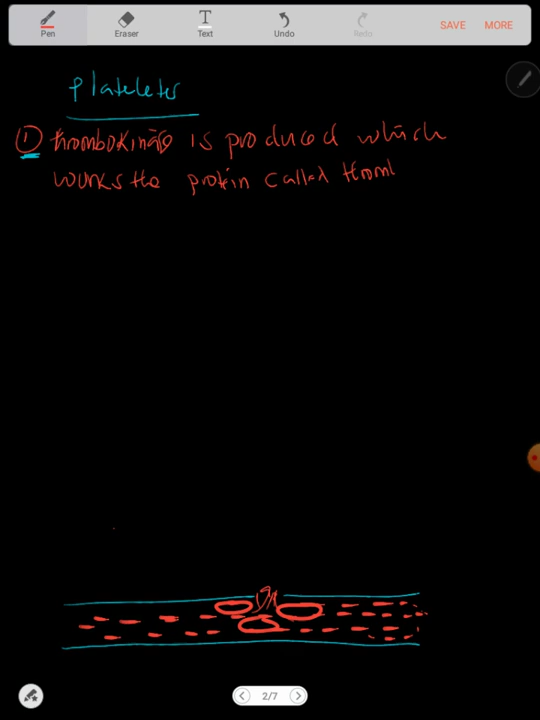 Pen
Eraser
Text
Undo
Redo
SAVE
MORE
Platelets
① thrombokinase is produced which
works the protein called thromb
2/7